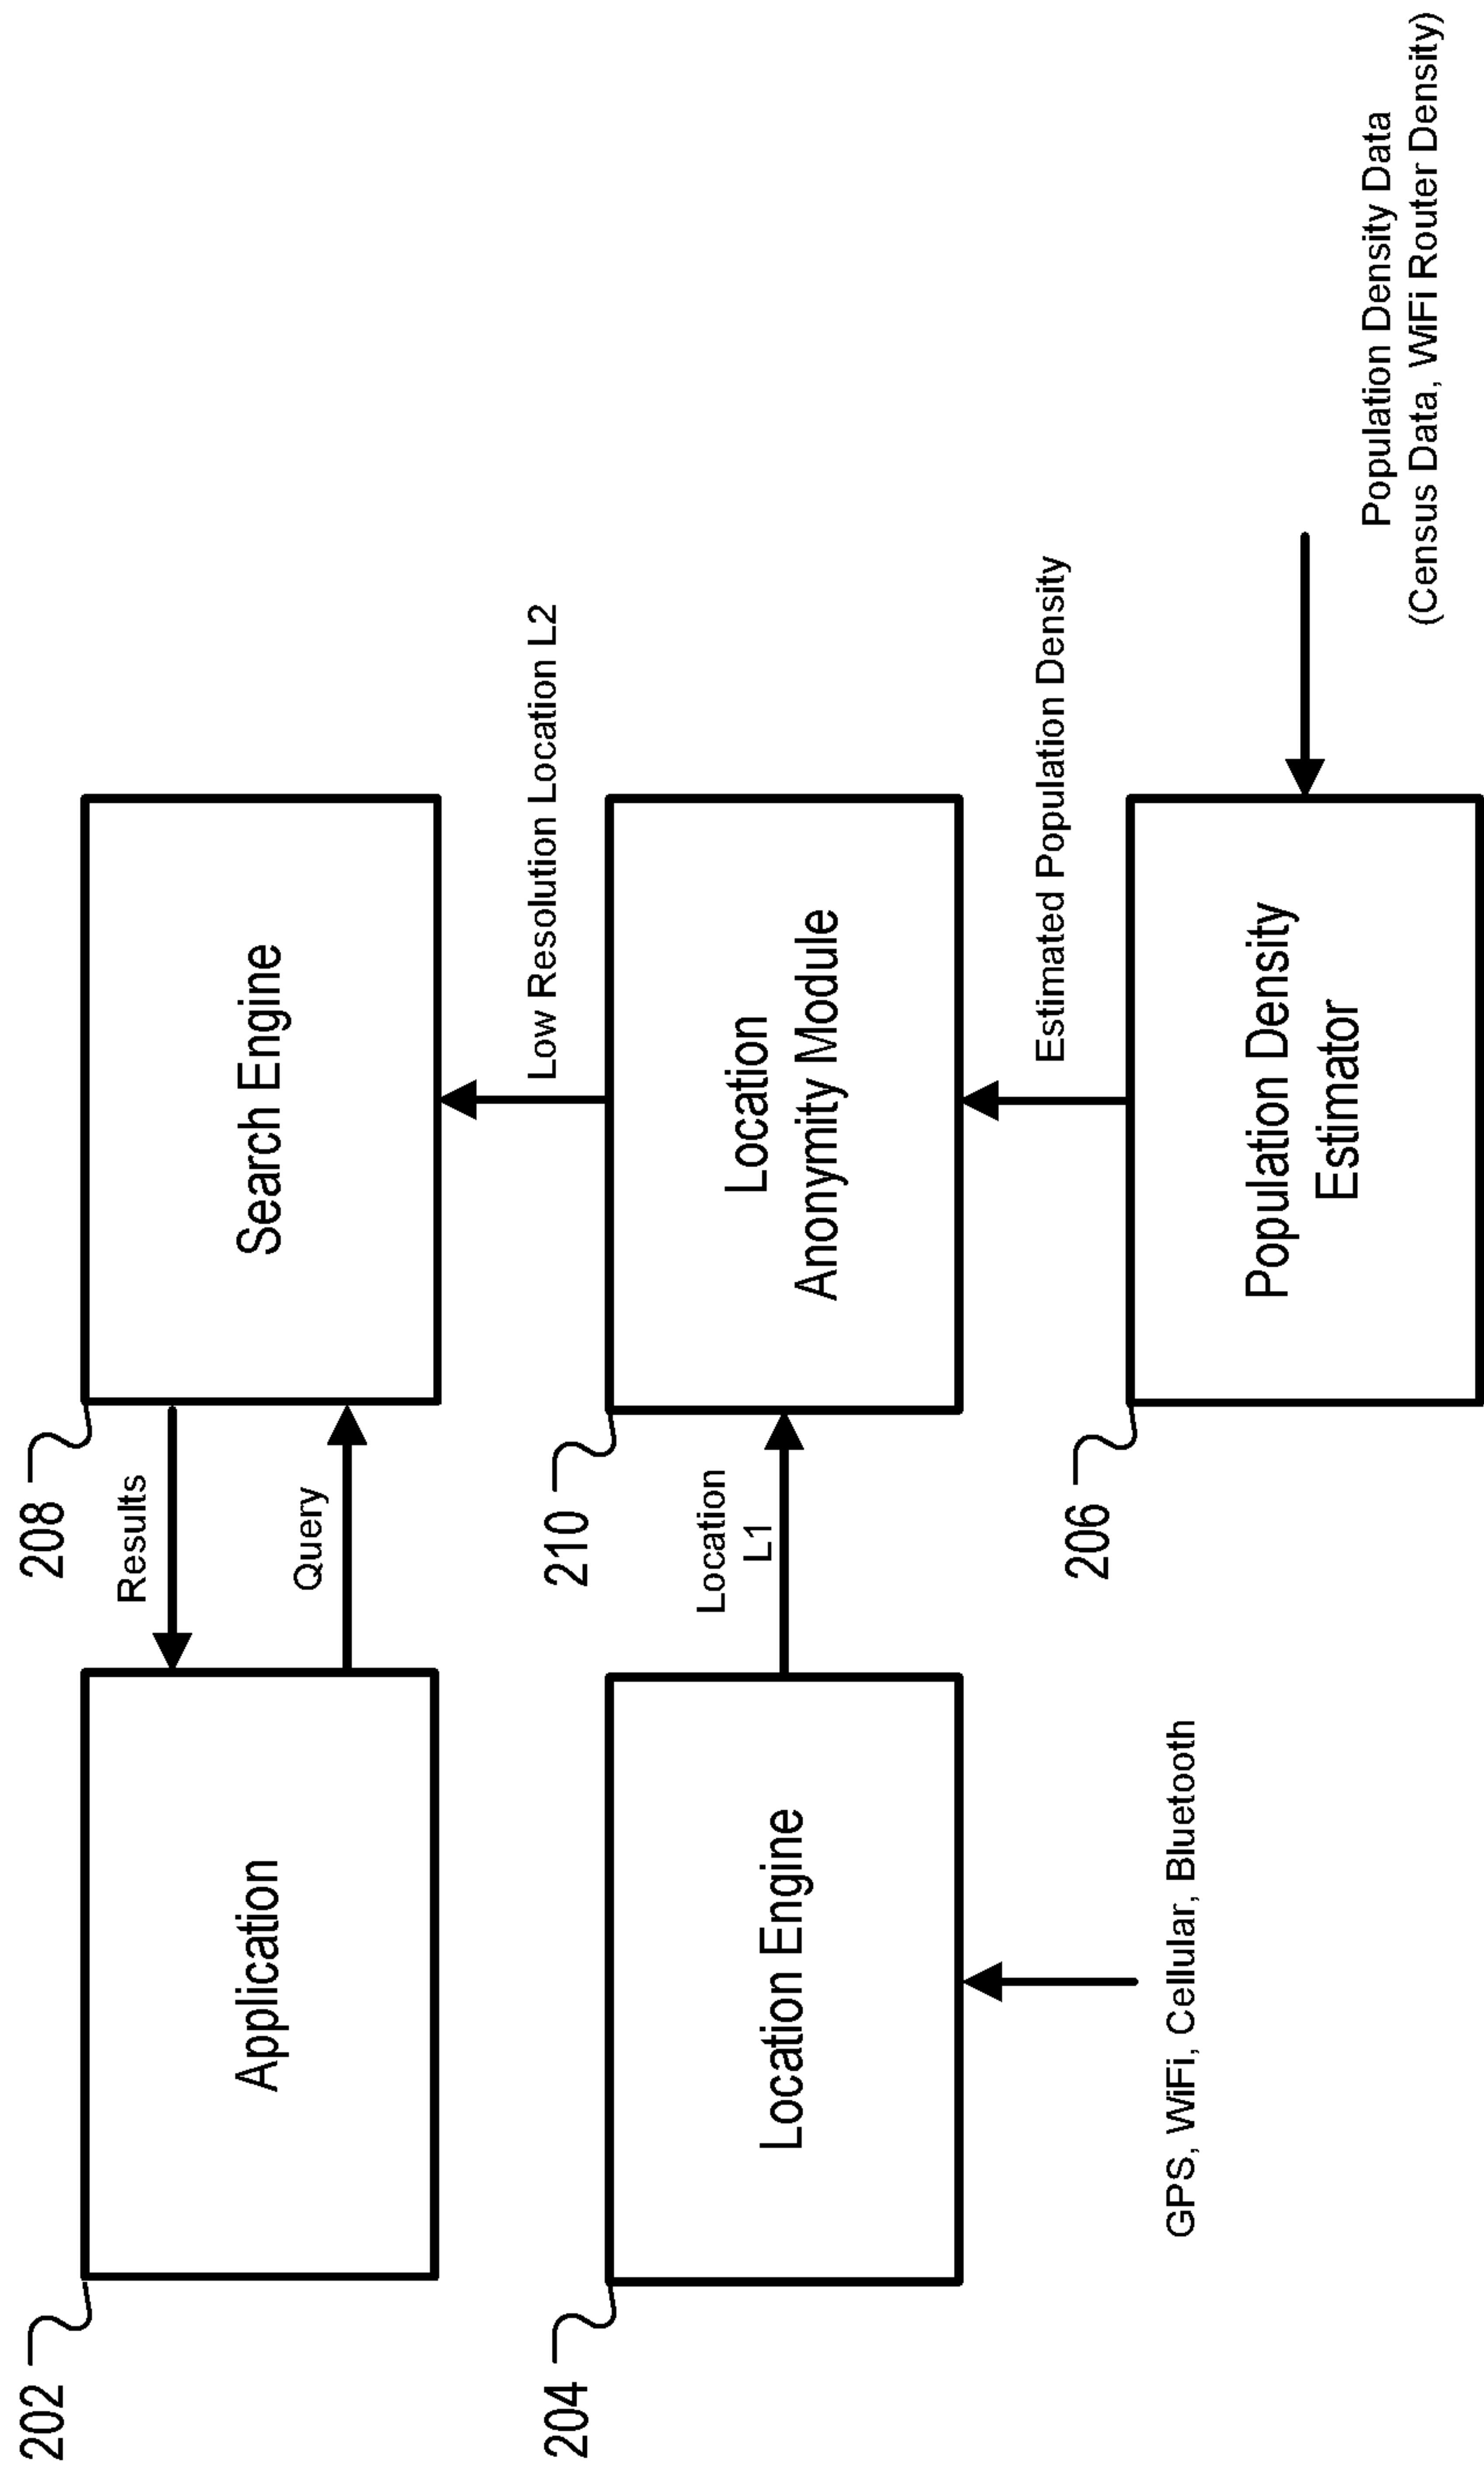 202
Application
Results
Query
208
Search Engine
Low Resolution Location L2
204
Location Engine
Location
L1
210
Location
Anonymity Module
Estimated Population Density
GPS, WiFi, Cellular, Bluetooth
206
Population Density
Estimator
Population Density Data
(Census Data, WiFi Router Density)